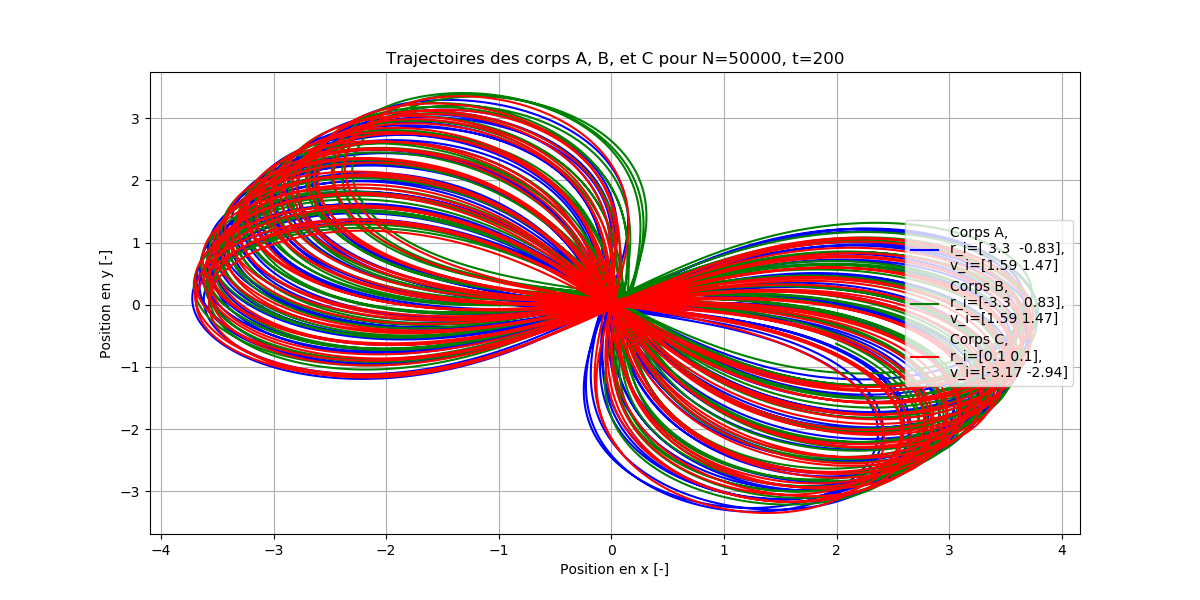 Trajectoires des corps A, B, et C pour N=50000, t=200
Position en y [-]
3
2
1
0
−1
−2
−3
Corps A,
r_i=[ 3.3  -0.83],
v_i=[1.59 1.47]
Corps B,
r_i=[-3.3   0.83],
v_i=[1.59 1.47]
Corps C,
r_i=[0.1 0.1],
v_i=[-3.17 -2.94]
−4
−3
−2
−1
0
1
2
3
4
Position en x [-]